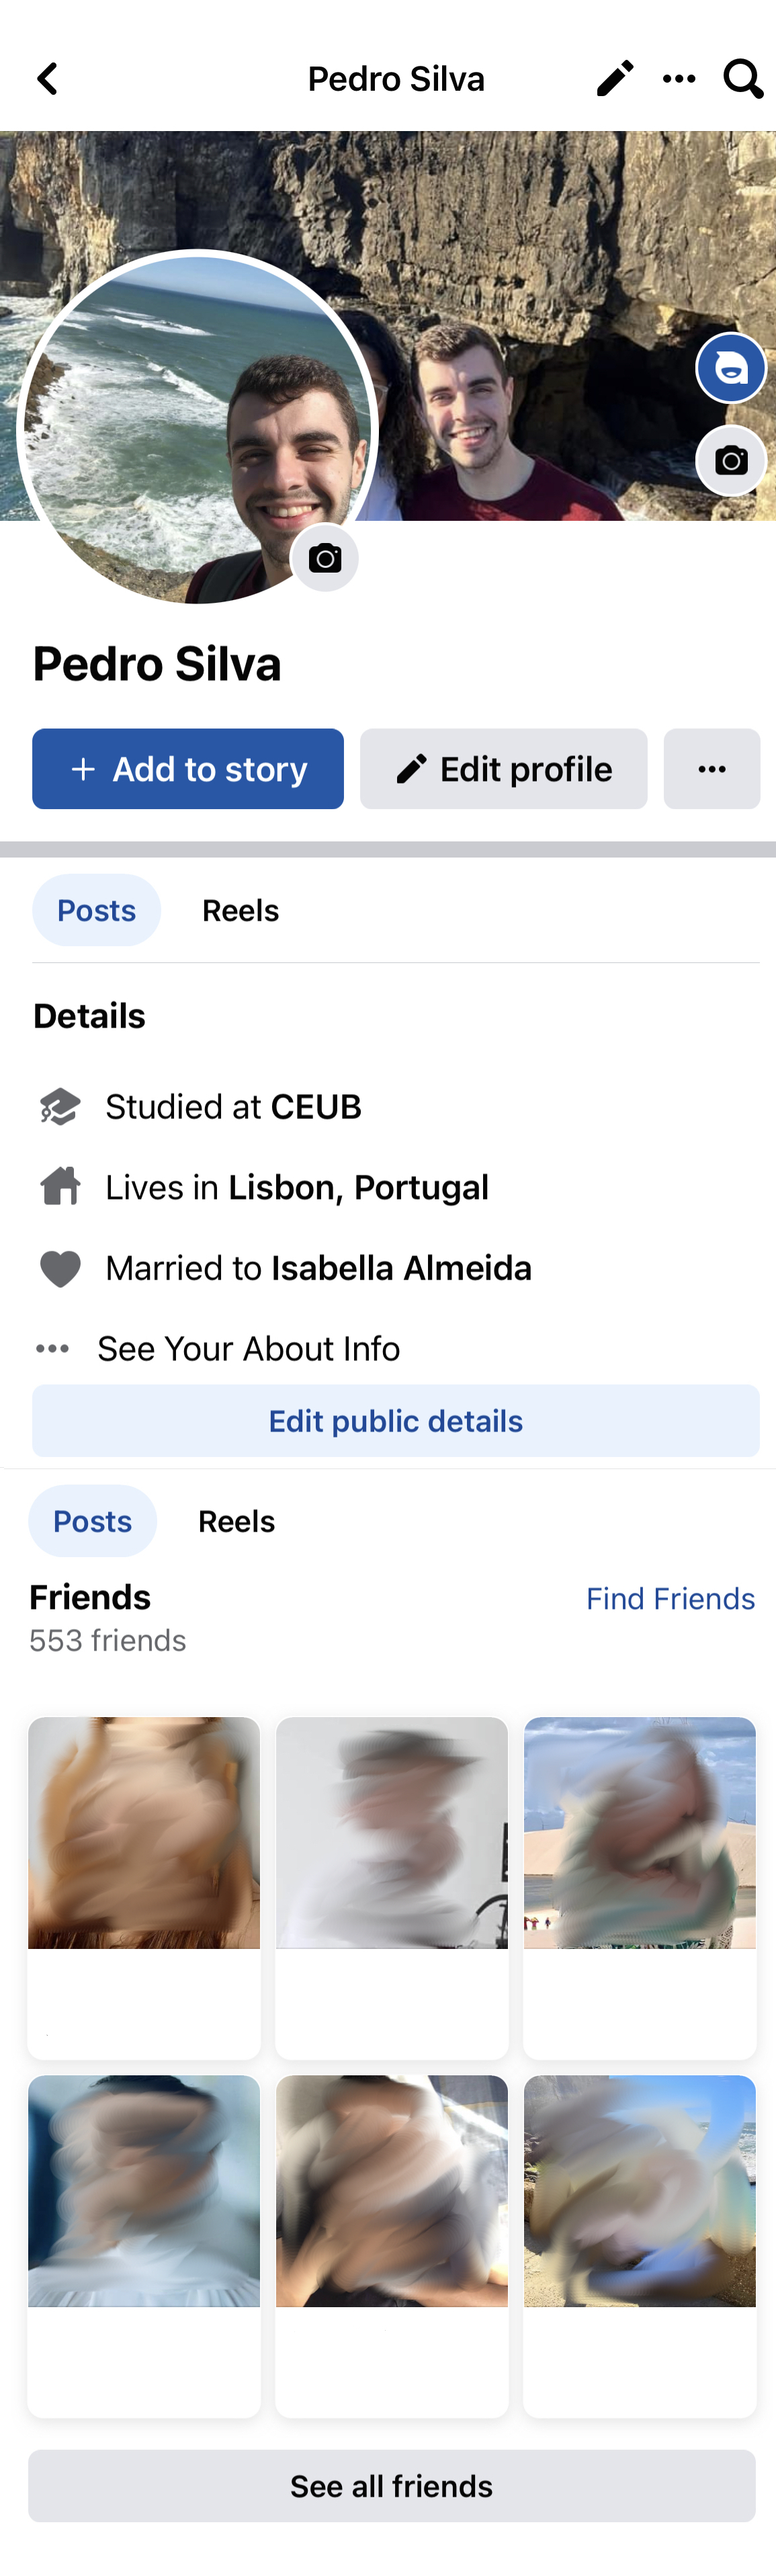 Pedro Silva
Pedro Silva
Add to story
Edit profile
Posts Reels
Details
Studied at CEUB
Lives in Lisbon, Portugal
Married to Isabella Almeida
See Your About Info
Edit public details
Posts Reels
Friends Find Friends
553 friends
See all friends